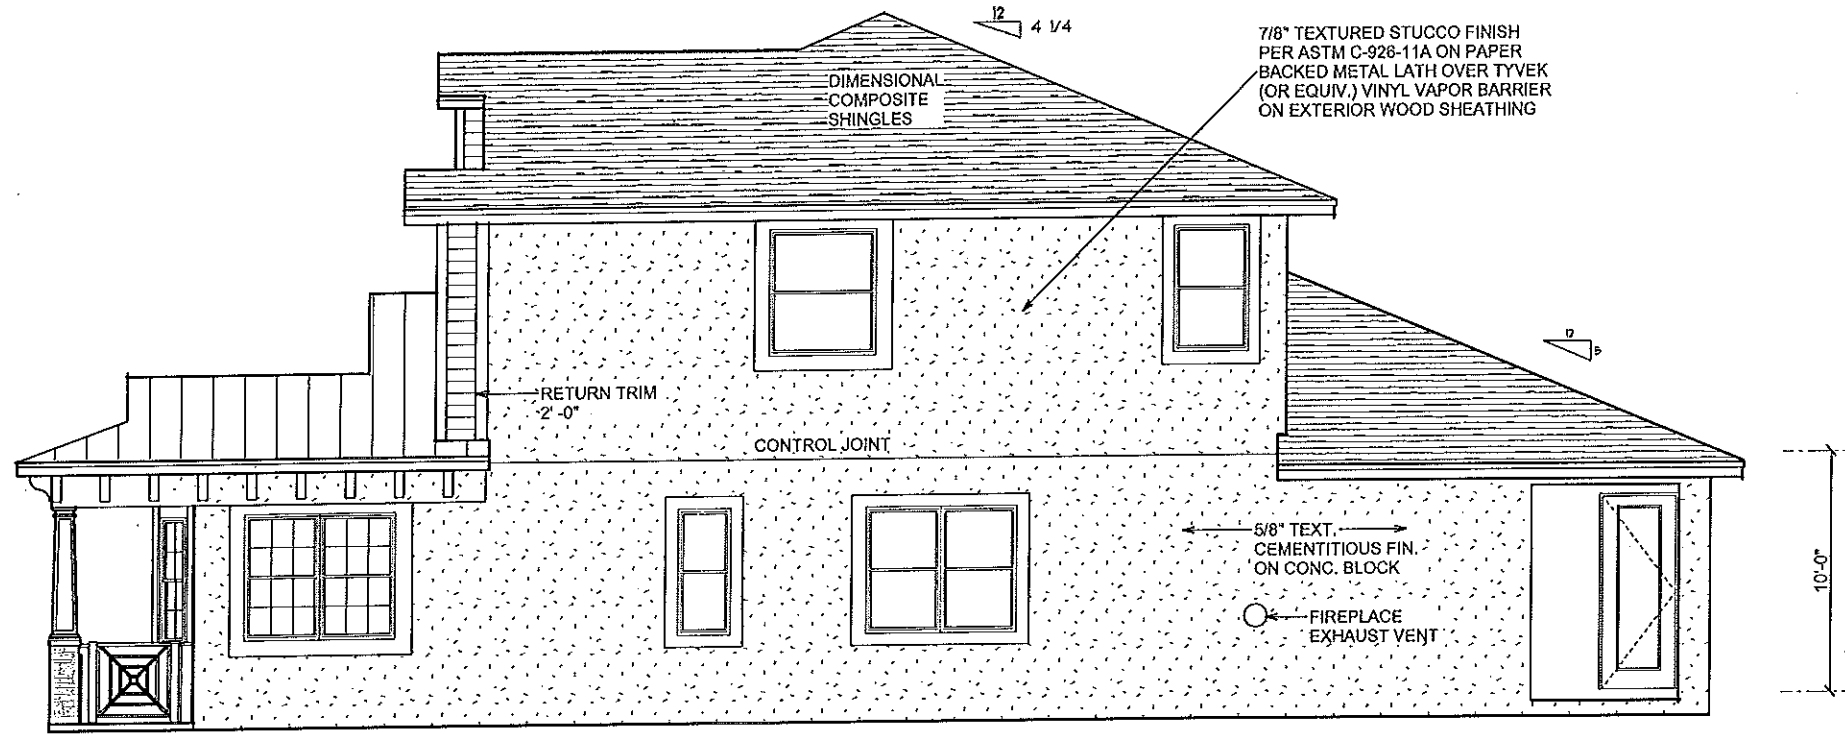 12
4 1/4
7/8" TEXTURED STUCCO FINISH
PER ASTM C-926-11A ON PAPER
BACKED METAL LATH OVER TYVEK
(OR EQUIV.) VINYL VAPOR BARRIER
ON EXTERIOR WOOD SHEATHING
DIMENSIONAL
COMPOSITE
SHINGLES
12
5
RETURN TRIM
2'-0"
CONTROL JOINT
5/8" TEXT.
CEMENTITIOUS FIN.
ON CONC. BLOCK
FIREPLACE
EXHAUST VENT
10'-0"